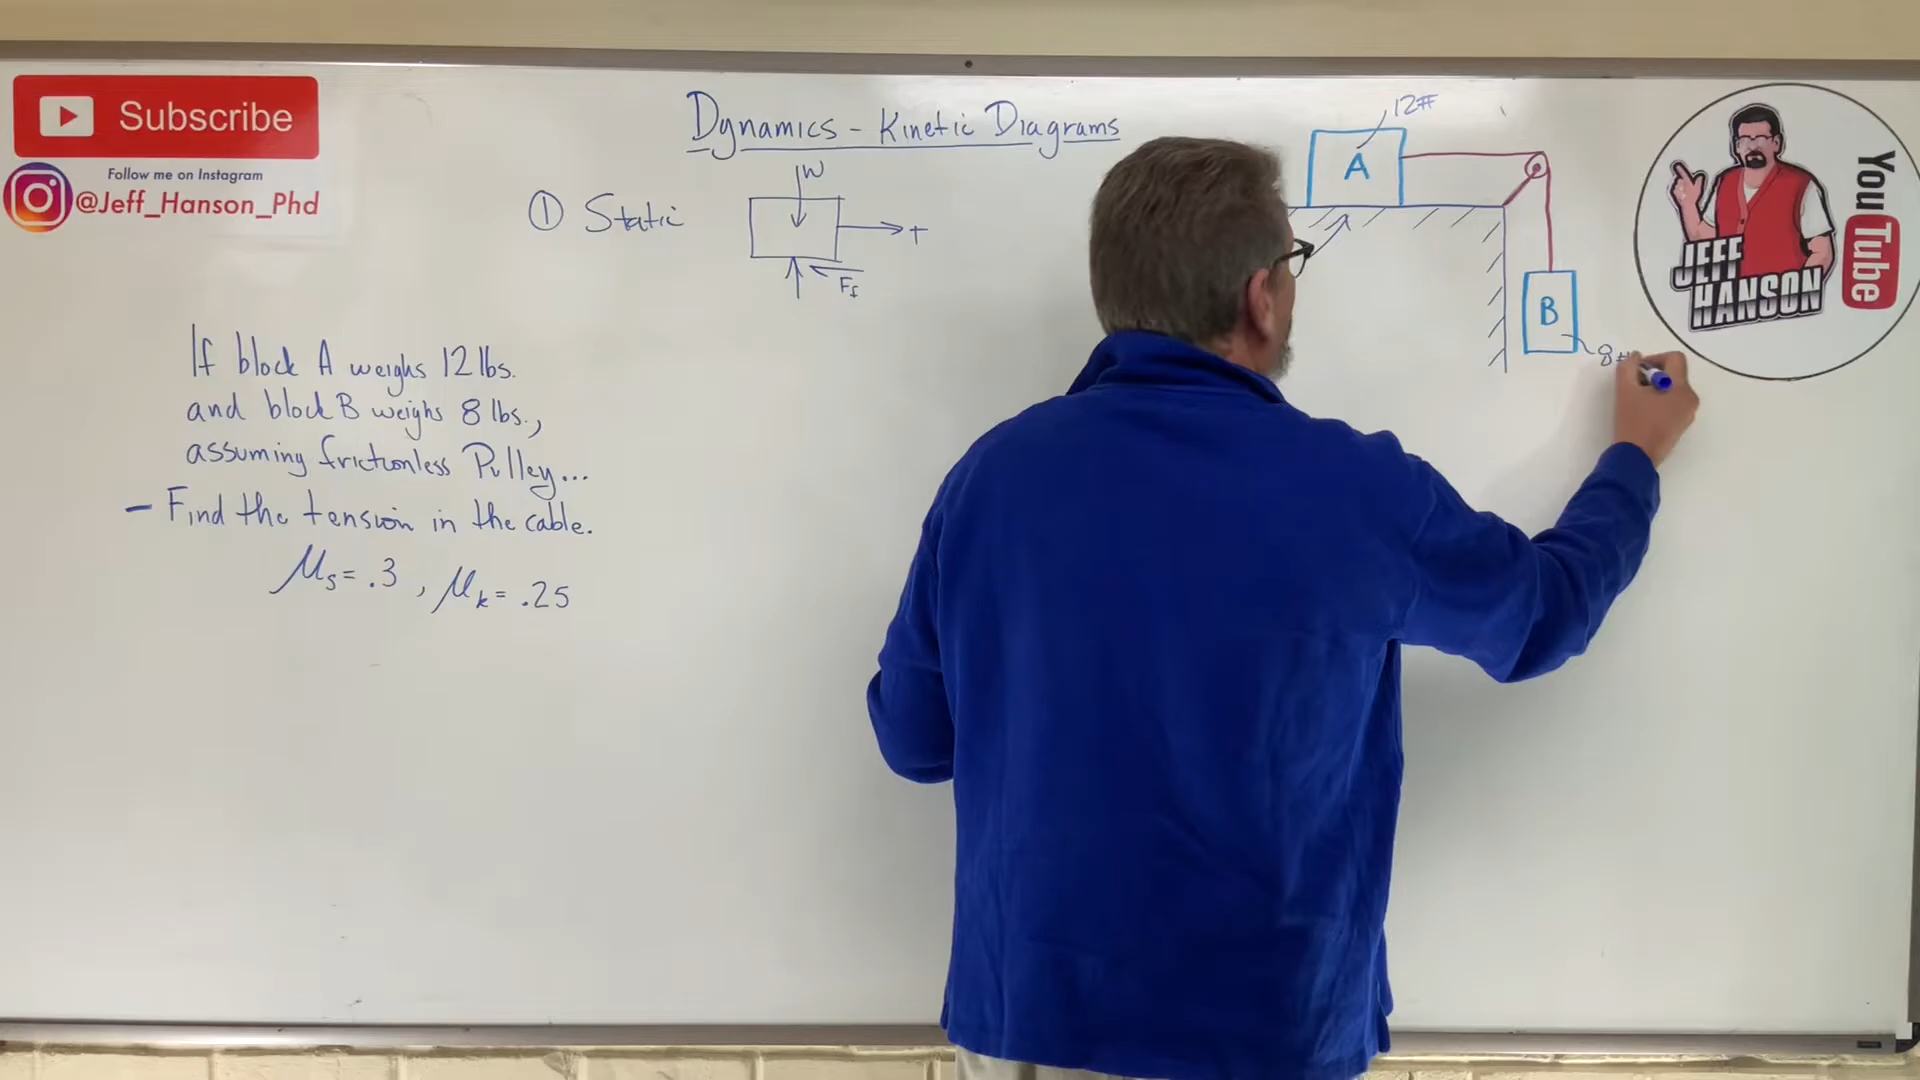 Subscribe
Follow me on Instagram
@Jeff_Hanson_Phd
Dynamics - Kinetic Diagrams
① Static
W
T
Ff
12#
A
B
8#
If block A weighs 12 lbs.
and block B weighs 8 lbs.,
assuming frictionless Pulley...
- Find the tension in the cable.
μs = .3 , μk = .25
JEFF
HANSON
YouTube